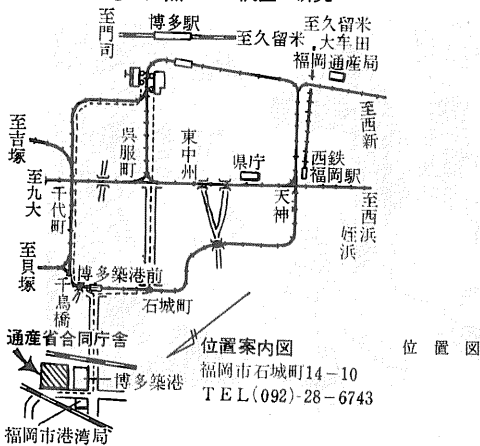 博多駅
至門司
至久留米
至久留米
大牟田
福岡通産局
至西新
至吉塚
呉服町
東中州
県庁
西鉄
福岡駅
至九大
千代町
天神
至西浜
姪浜
至貝塚
千鳥橋
博多築港前
石城町
通産省合同庁舎
博多築港
福岡市港湾局
位置案内図
位置図
福岡市石城町14-10
TEL(092)-28-6743